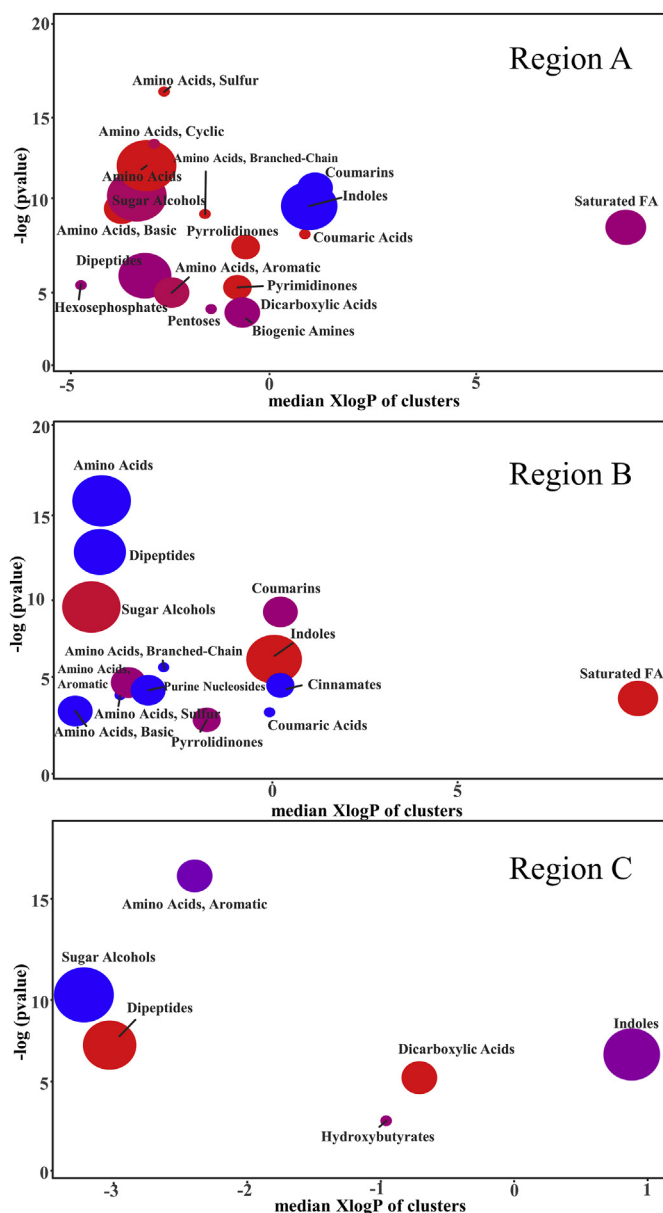 20
Region A
Amino Acids, Sulfur
15
Amino Acids, Cyclic
Amino Acids, Branched-Chain
Coumarins
Amino Acids
Indoles
Saturated FA
10
Sugar Alcohols
Amino Acids, Basic
Pyrrolidinones
Coumaric Acids
Dipeptides
Amino Acids, Aromatic
Pyrimidinones
5
Hexosephosphates
Dicarboxylic Acids
Pentoses
Biogenic Amines
0
-log (pvalue)
-5
0
5
median XlogP of clusters
20
Region B
Amino Acids
15
Dipeptides
10
Coumarins
Sugar Alcohols
Indoles
Amino Acids, Branched-Chain
5
Amino Acids,
Aromatic
Purine Nucleosides
Cinnamates
Saturated FA
Amino Acids, Sulfur
Coumaric Acids
Amino Acids, Basic
Pyrrolidinones
0
-log (pvalue)
0
5
median XlogP of clusters
Region C
15
Amino Acids, Aromatic
Sugar Alcohols
10
Dipeptides
Indoles
Dicarboxylic Acids
5
Hydroxybutyrates
0
-log (pvalue)
-3
-2
-1
0
1
median XlogP of clusters